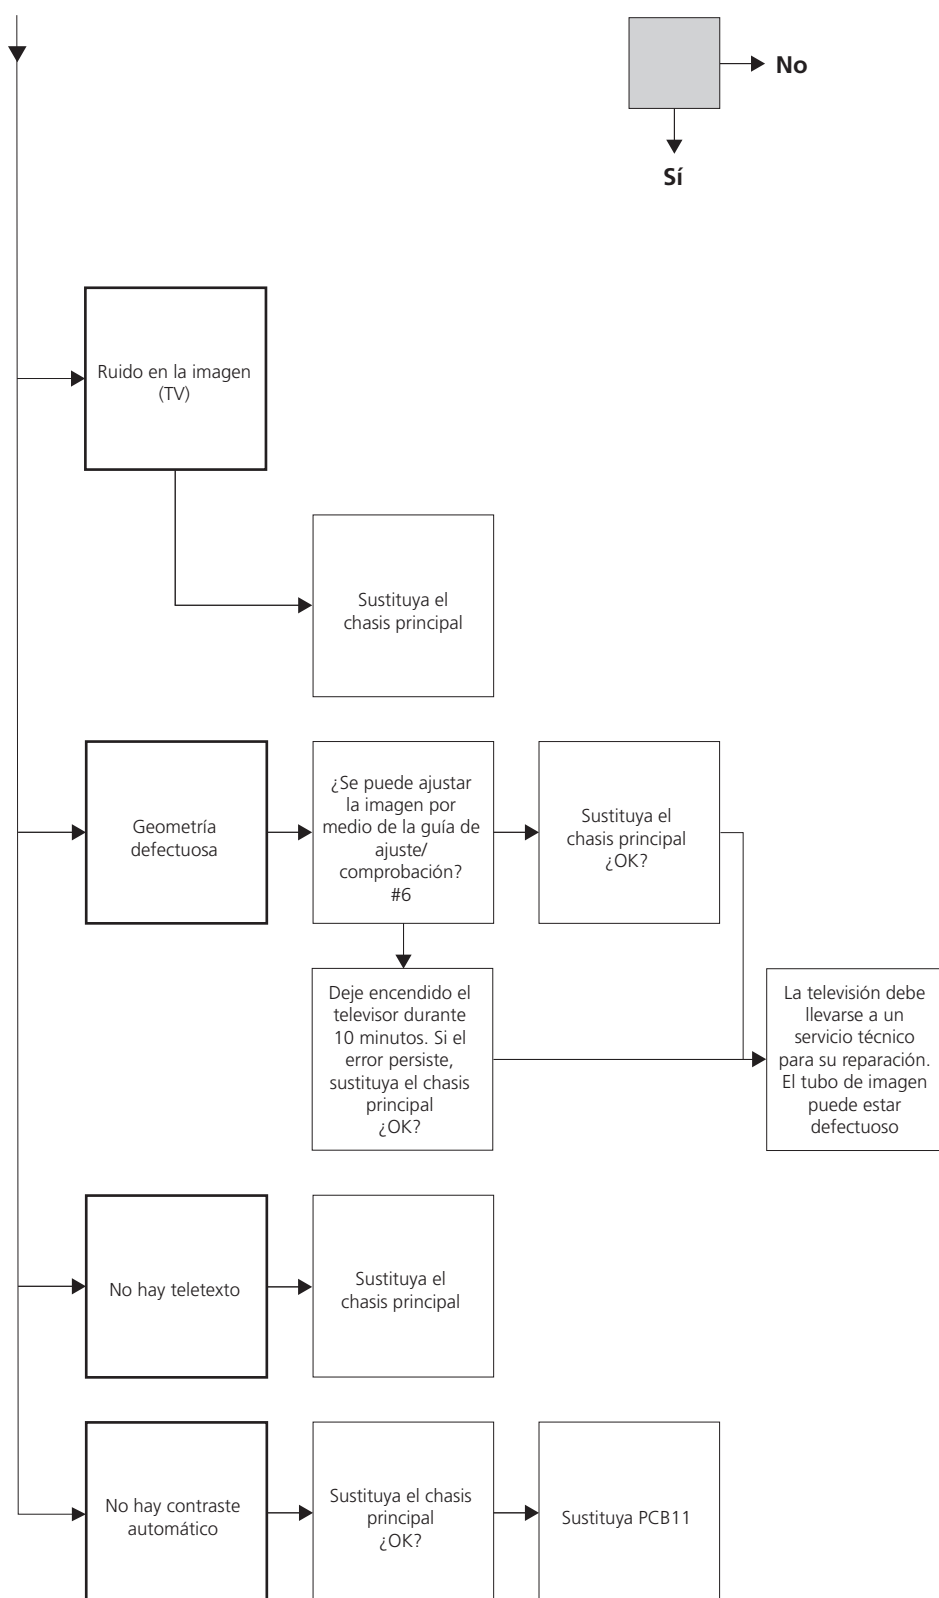 No
Sí
Ruido en la imagen
(TV)
Sustituya el
chasis principal
Geometría
defectuosa
¿Se puede ajustar
la imagen por
medio de la guía de
ajuste/
comprobación?
#6
Sustituya el
chasis principal
¿OK?
Deje encendido el
televisor durante
10 minutos. Si el
error persiste,
sustituya el chasis
principal
¿OK?
La televisión debe
llevarse a un
servicio técnico
para su reparación.
El tubo de imagen
puede estar
defectuoso
No hay teletexto
Sustituya el
chasis principal
No hay contraste
automático
Sustituya el chasis
principal
¿OK?
Sustituya PCB11